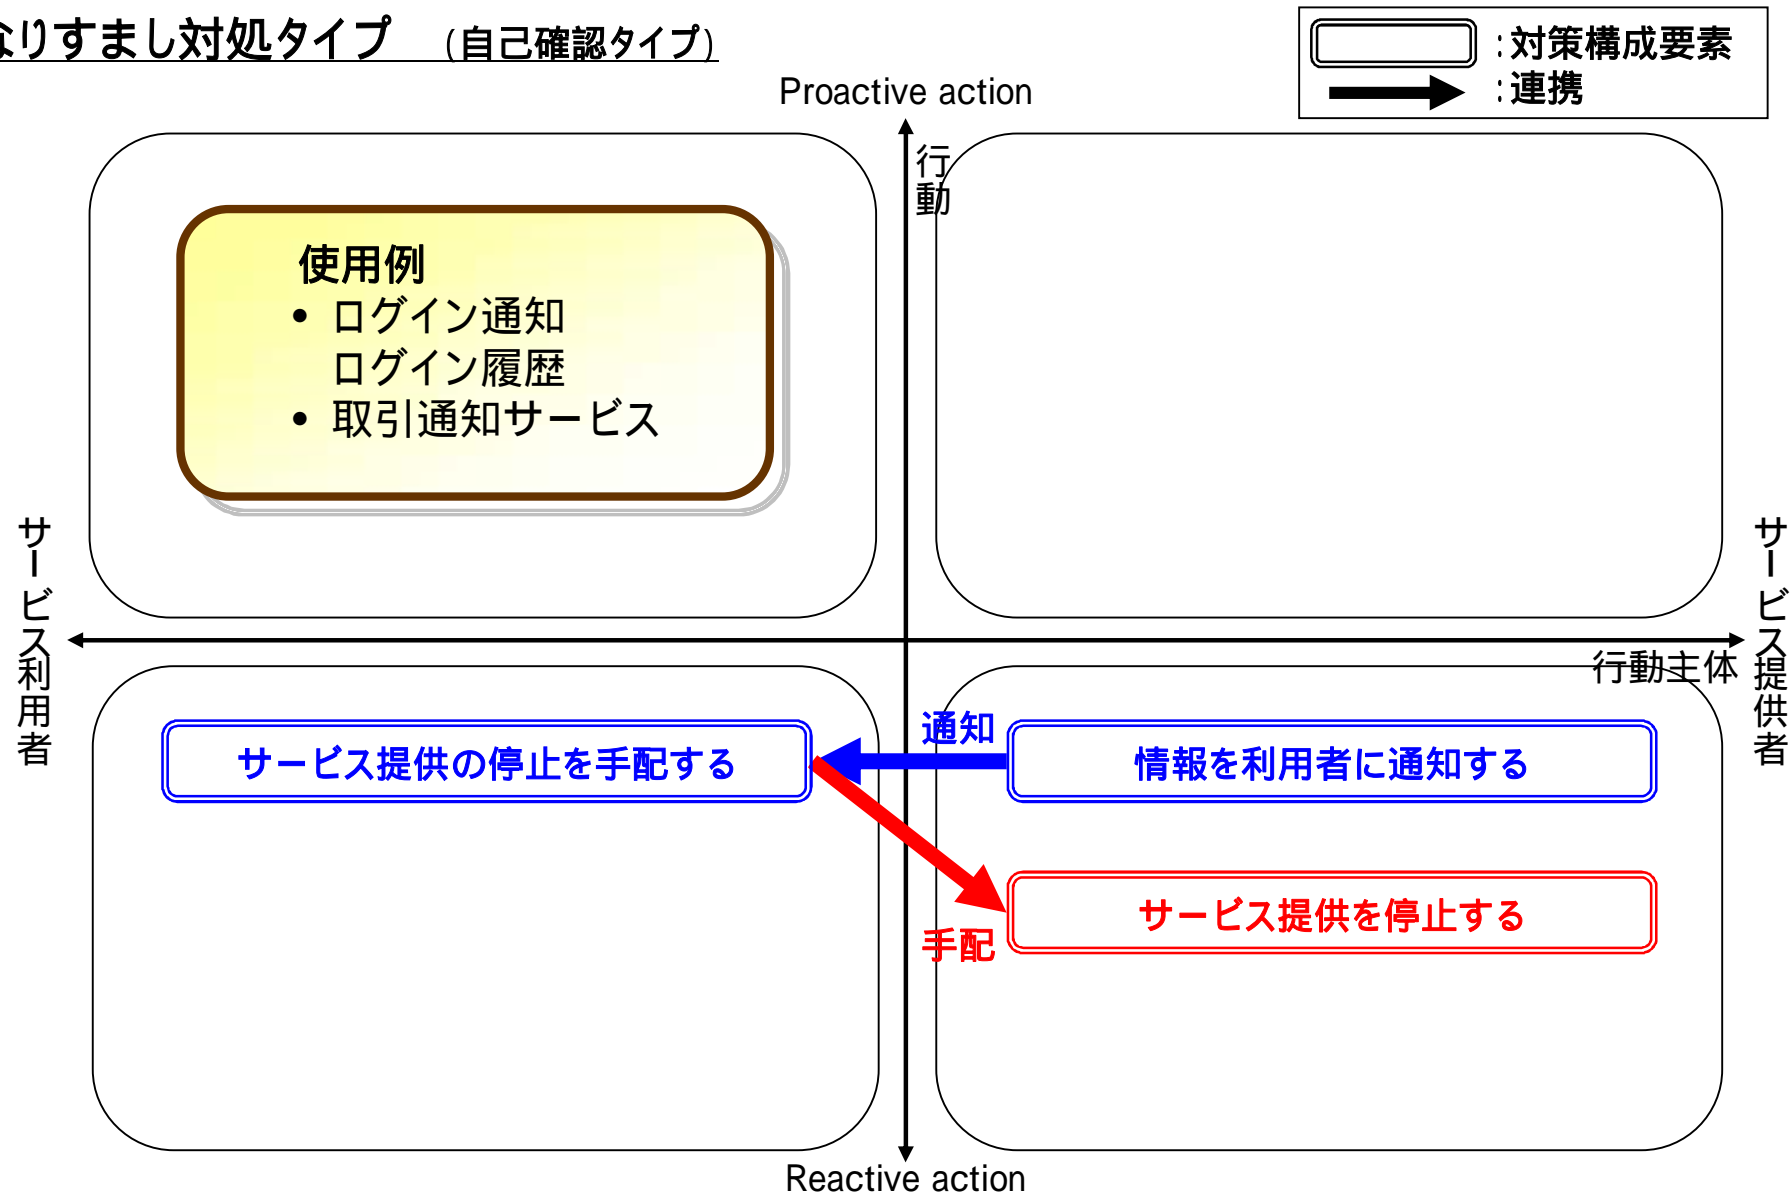 なりすまし対処タイプ (自己確認タイプ)
:対策構成要素
:連携
Proactive action
行動
使用例
• ログイン通知
ログイン履歴
• 取引通知サービス
サービス利用者
サービス提供者
行動主体
通知
サービス提供の停止を手配する
情報を利用者に通知する
サービス提供を停止する
手配
Reactive action